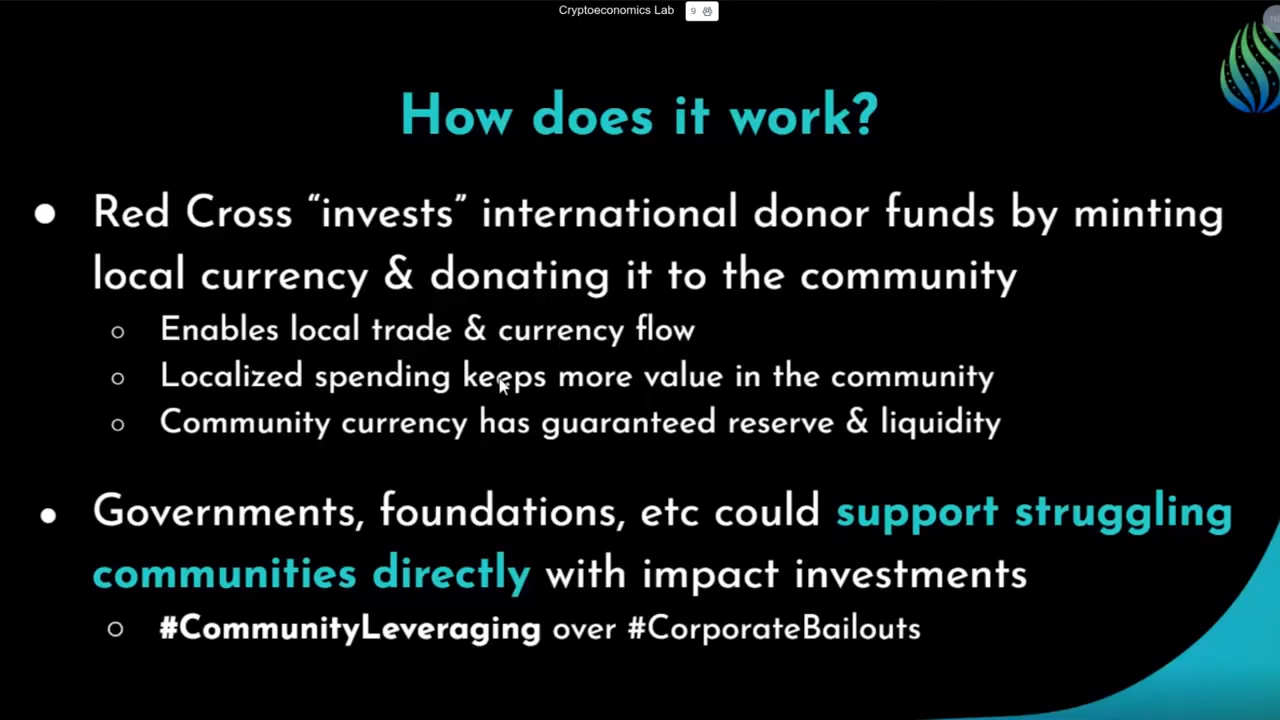 Cryptoeconomics Lab 9
How does it work?
● Red Cross “invests” international donor funds by minting
local currency & donating it to the community
○ Enables local trade & currency flow
○ Localized spending keeps more value in the community
○ Community currency has guaranteed reserve & liquidity
● Governments, foundations, etc could support struggling
communities directly with impact investments
○ #CommunityLeveraging over #CorporateBailouts